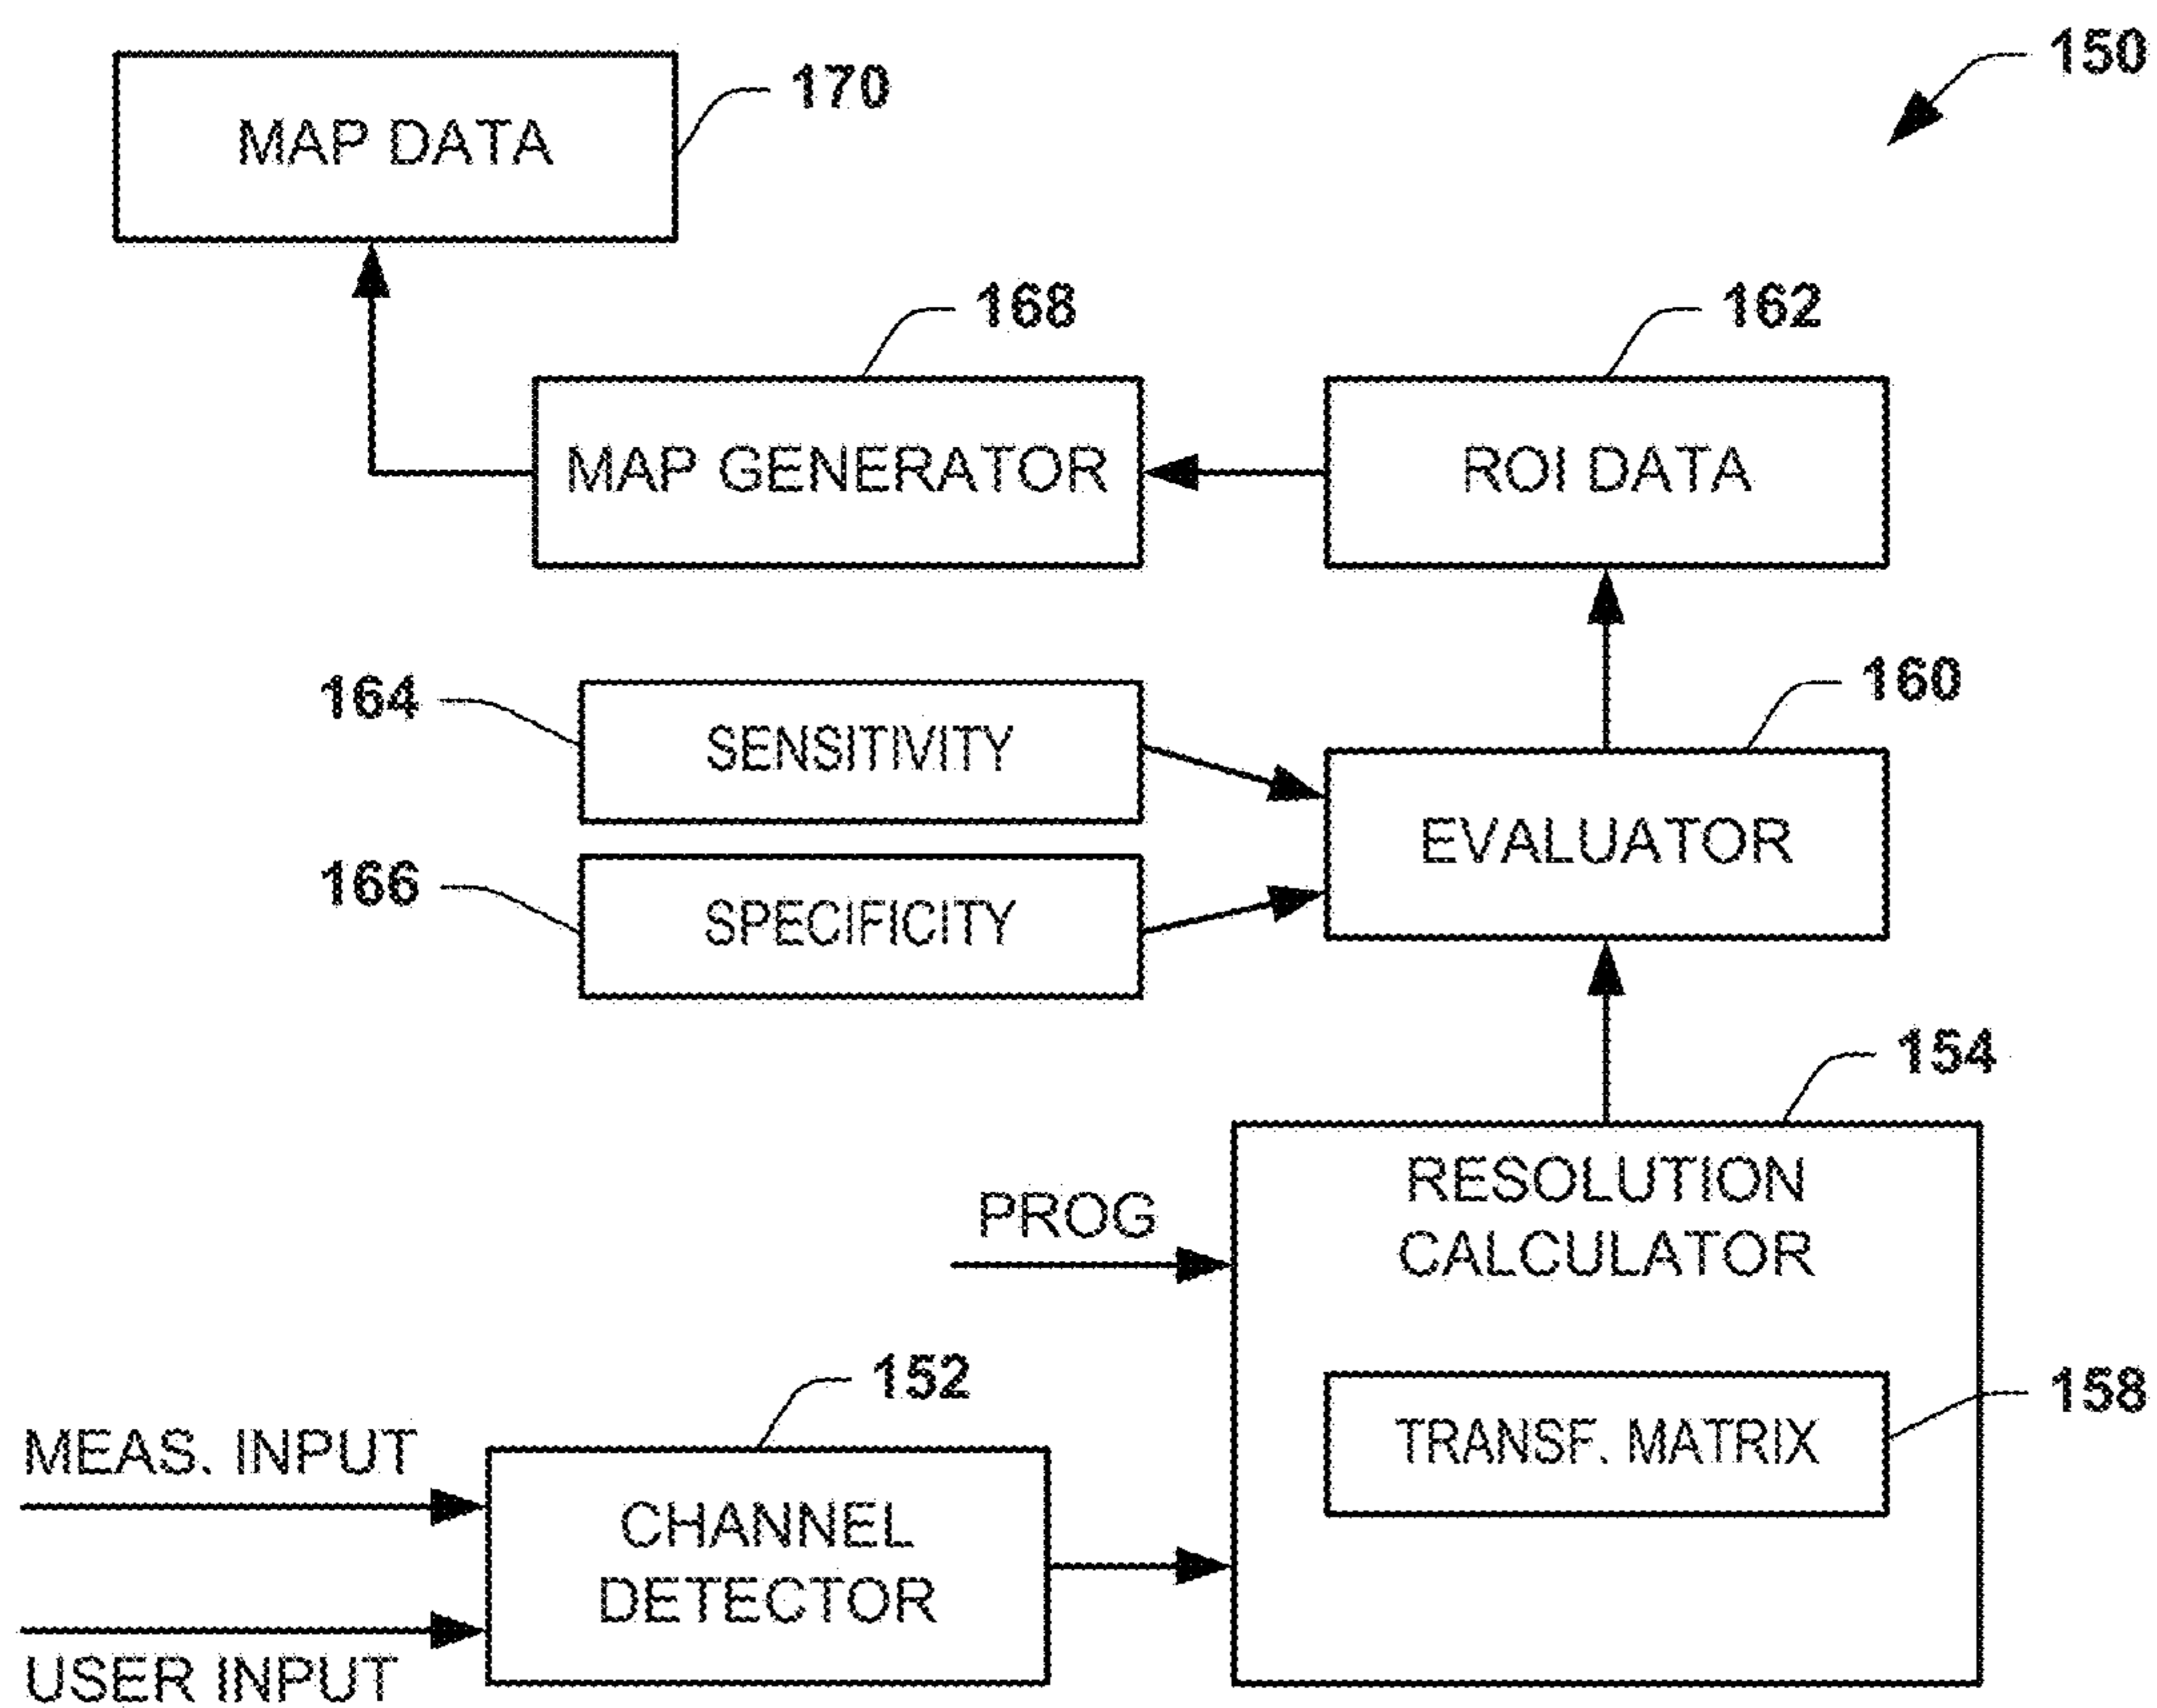 150
170
MAP DATA
168
162
MAP GENERATOR
ROI DATA
164
SENSITIVITY
160
EVALUATOR
166
SPECIFICITY
154
RESOLUTION
CALCULATOR
PROG
152
158
TRANSF. MATRIX
MEAS. INPUT
CHANNEL
DETECTOR
USER INPUT